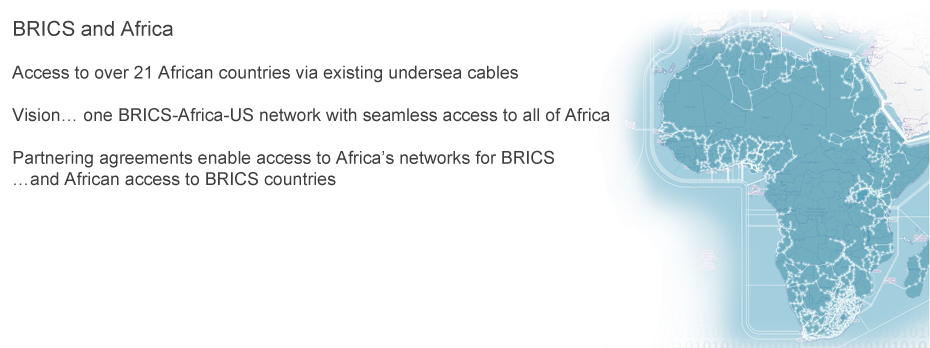 BRICS and Africa
Access to over 21 African countries via existing undersea cables
Vision… one BRICS-Africa-US network with seamless access to all of Africa
Partnering agreements enable access to Africa’s networks for BRICS
…and African access to BRICS countries